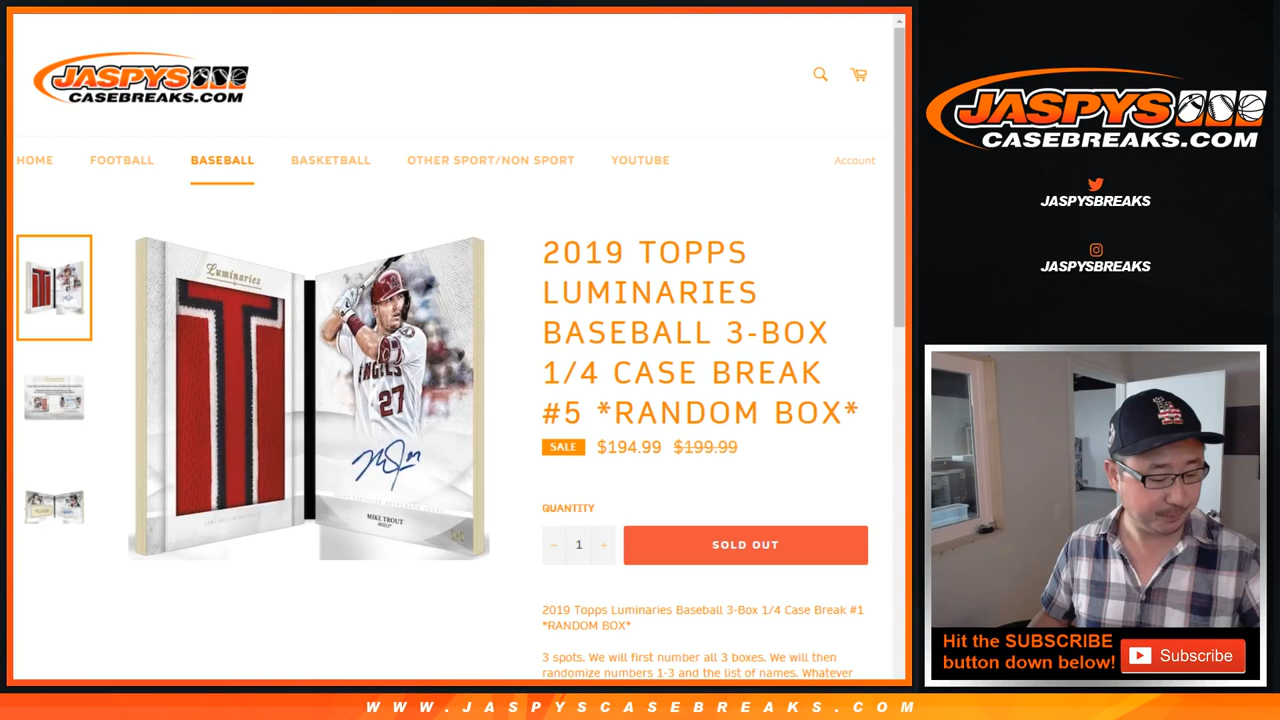 JASPYS
CASEBREAKS.COM
HOME FOOTBALL BASEBALL BASKETBALL OTHER SPORT/NON SPORT YOUTUBE Account
Luminaries
ANGELS
27
MIKE TROUT
2019 TOPPS
LUMINARIES
BASEBALL 3-BOX
1/4 CASE BREAK
#5 *RANDOM BOX*
SALE $194.99 $199.99
QUANTITY
− 1 + SOLD OUT
2019 Topps Luminaries Baseball 3-Box 1/4 Case Break #1
*RANDOM BOX*
3 spots. We will first number all 3 boxes. We will then
randomize numbers 1-3 and the list of names. Whatever
JASPYS
CASEBREAKS.COM
JASPYSBREAKS
JASPYSBREAKS
LA
Hit the SUBSCRIBE
button down below!
Subscribe
WWW.JASPYSCASEBREAKS.COM